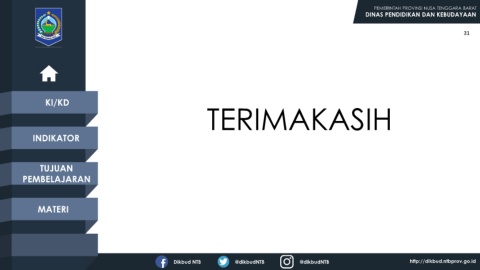 PEMERINTAH PROVINSI NUSA TENGGARA BARAT
DINAS PENDIDIKAN DAN KEBUDAYAAN
31
KI/KD
INDIKATOR
TUJUAN
PEMBELAJARAN
MATERI
TERIMAKASIH
Dikbud NTB
@dikbudNTB
@dikbudNTB
http://dikbud.ntbprov.go.id